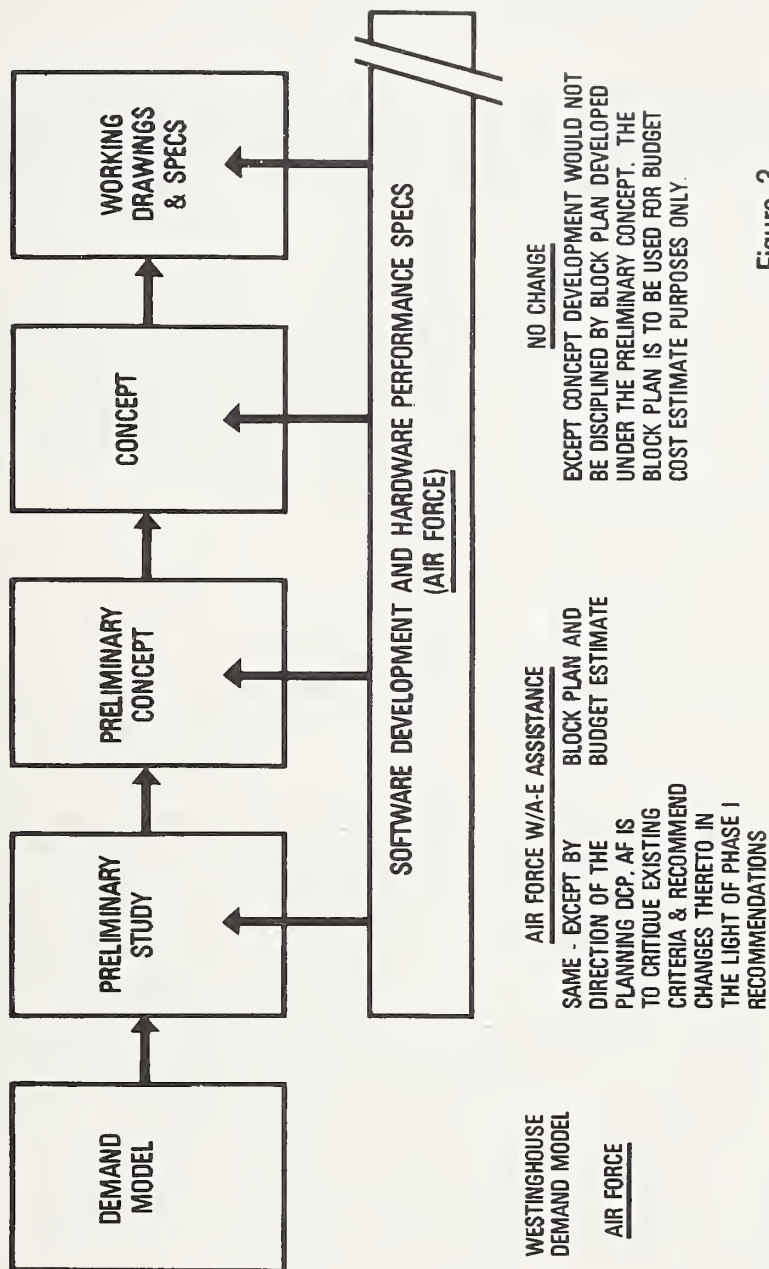 DEMAND
MODEL
PRELIMINARY
STUDY
PRELIMINARY
CONCEPT
CONCEPT
WORKING
DRAWINGS
& SPECS
SOFTWARE DEVELOPMENT AND HARDWARE PERFORMANCE SPECS
(AIR FORCE)
WESTINGHOUSE
DEMAND MODEL
AIR FORCE
AIR FORCE W/A-E ASSISTANCE
SAME - EXCEPT BY
DIRECTION OF THE
PLANNING DCP, AF IS
TO CRITIQUE EXISTING
CRITERIA & RECOMMEND
CHANGES THERETO IN
THE LIGHT OF PHASE I
RECOMMENDATIONS
BLOCK PLAN AND
BUDGET ESTIMATE
NO CHANGE
EXCEPT CONCEPT DEVELOPMENT WOULD NOT
BE DISCIPLINED BY BLOCK PLAN DEVELOPED
UNDER THE PRELIMINARY CONCEPT. THE
BLOCK PLAN IS TO BE USED FOR BUDGET
COST ESTIMATE PURPOSES ONLY.
Figure